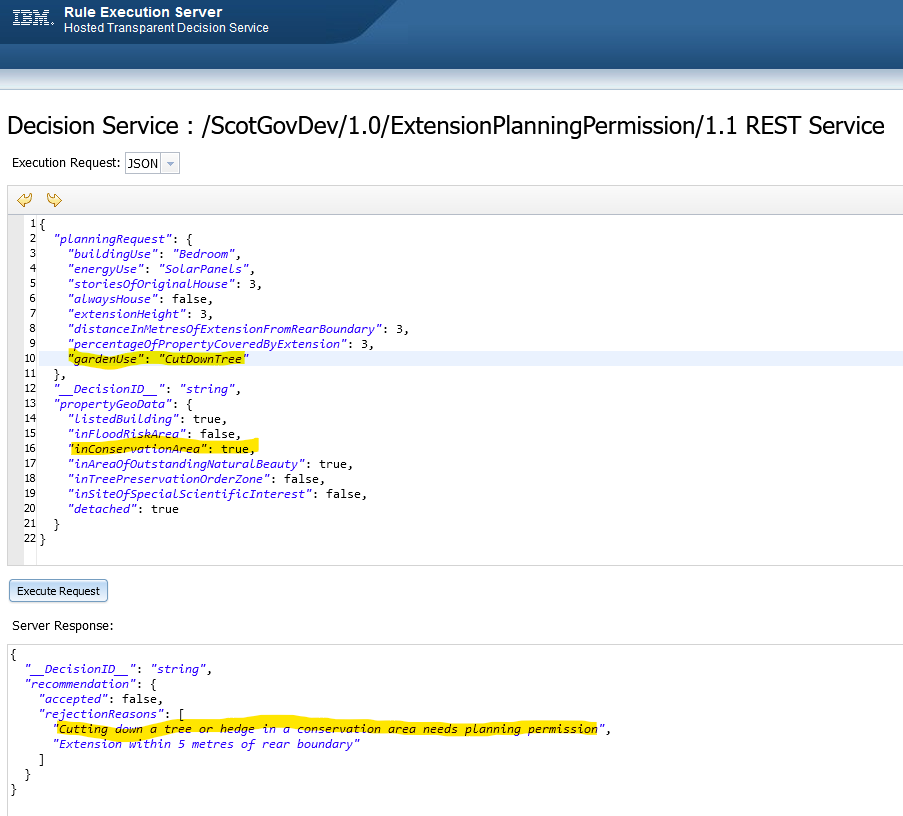 IBM.
Rule Execution Server
Hosted Transparent Decision Service
Decision Service : /ScotGovDev/1.0/ExtensionPlanningPermission/1.1 REST Service
Execution Request: JSON
1 {
2 "planningRequest": {
3 "buildingUse": "Bedroom",
4 "energyUse": "SolarPanels",
5 "storiesOfOriginalHouse": 3,
6 "alwaysHouse": false,
7 "extensionHeight": 3,
8 "distanceInMetresOfExtensionFromRearBoundary": 3,
9 "percentageOfPropertyCoveredByExtension": 3,
10 "gardenUse": "CutDownTree"
11 },
12 "__DecisionID__": "string",
13 "propertyGeoData": {
14 "listedBuilding": true,
15 "inFloodRiskArea": false,
16 "inConservationArea": true,
17 "inAreaOfOutstandingNaturalBeauty": true,
18 "inTreePreservationOrderZone": false,
19 "inSiteOfSpecialScientificInterest": false,
20 "detached": true
21 }
22 }
Execute Request
Server Response:
{
"__DecisionID__": "string",
"recommendation": {
"accepted": false,
"rejectionReasons": [
"Cutting down a tree or hedge in a conservation area needs planning permission",
"Extension within 5 metres of rear boundary"
]
}
}